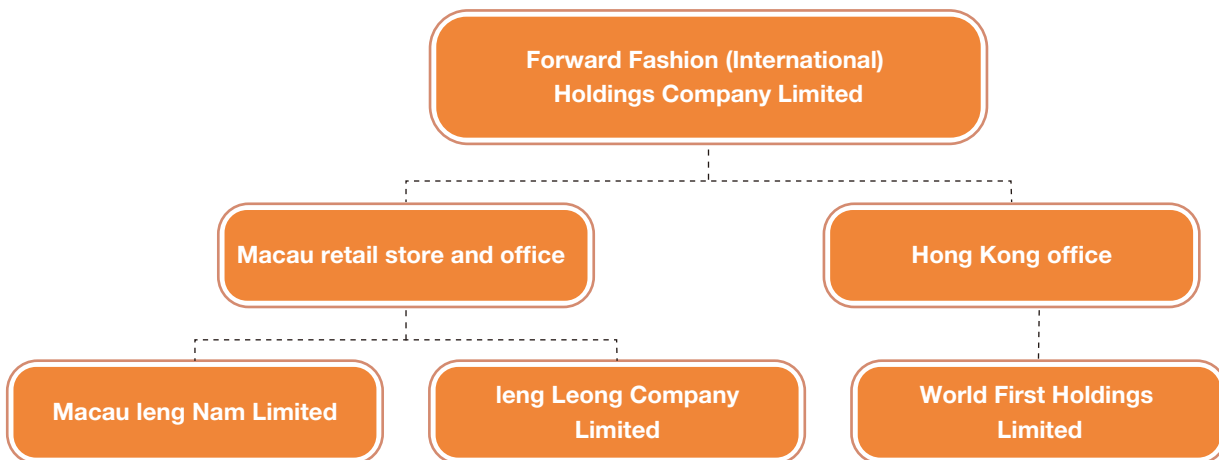 Forward Fashion (International)
Holdings Company Limited
Macau retail store and office
Hong Kong office
Macau Ieng Nam Limited
Ieng Leong Company
Limited
World First Holdings
Limited